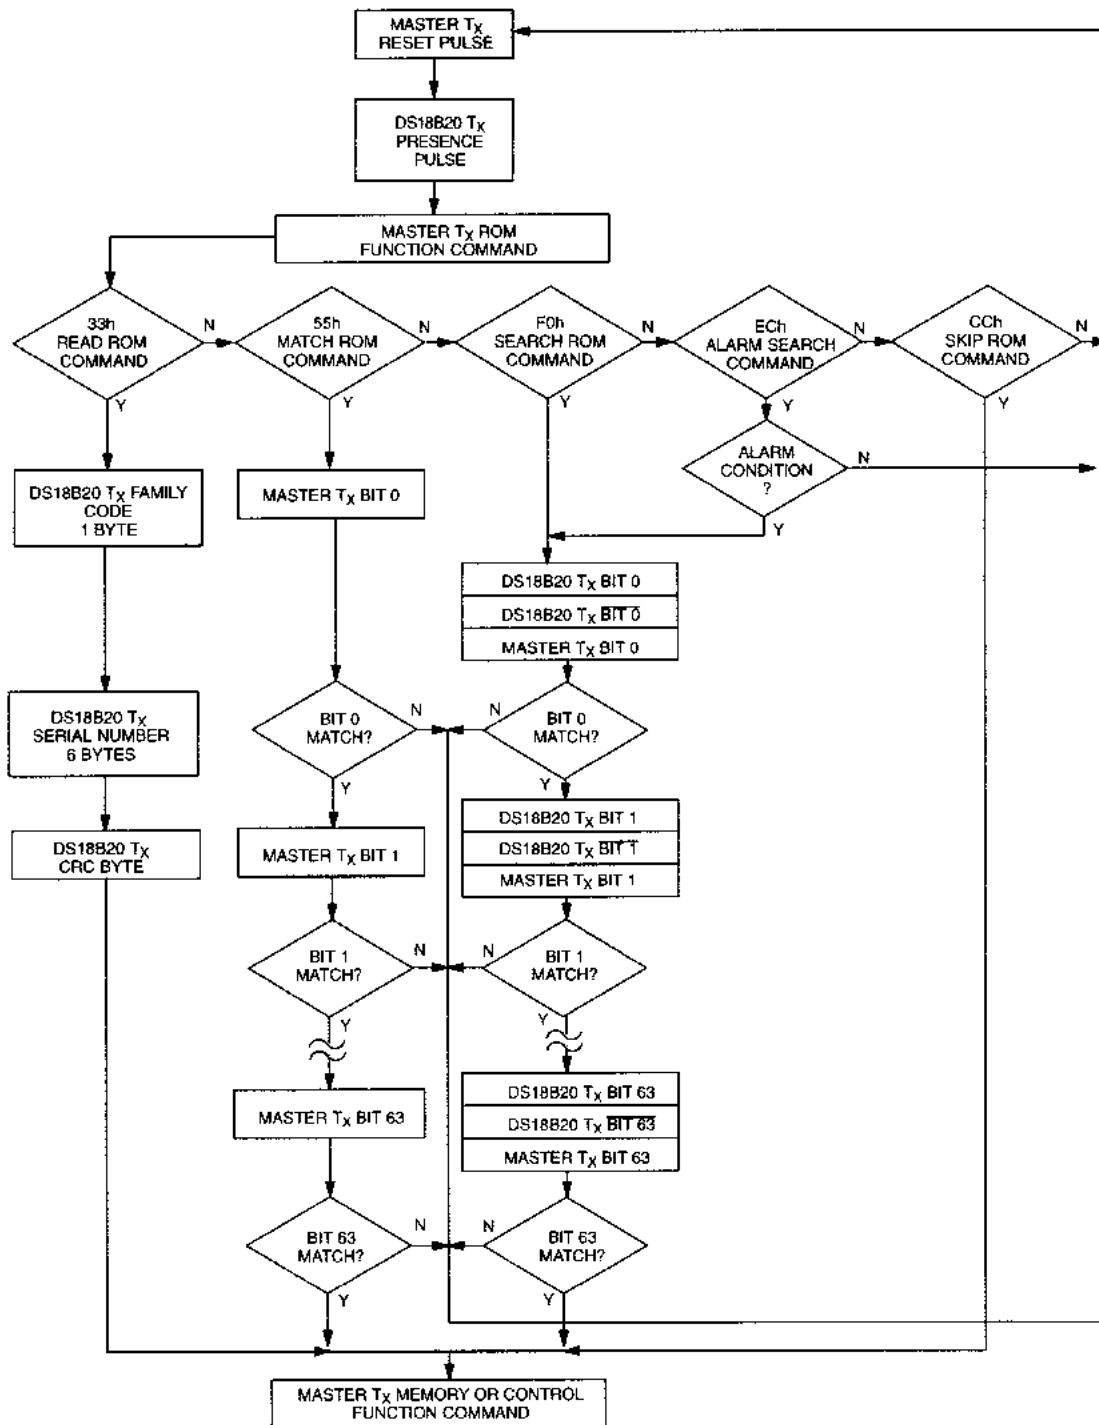 MASTER TX
RESET PULSE
DS18B20 TX
PRESENCE
PULSE
MASTER TX ROM
FUNCTION COMMAND
33h
READ ROM
COMMAND
N
Y
55h
MATCH ROM
COMMAND
N
Y
F0h
SEARCH ROM
COMMAND
N
Y
ECh
ALARM SEARCH
COMMAND
N
Y
CCh
SKIP ROM
COMMAND
N
Y
ALARM
CONDITION
?
N
Y
DS18B20 TX FAMILY
CODE
1 BYTE
DS18B20 TX
SERIAL NUMBER
6 BYTES
DS18B20 TX
CRC BYTE
MASTER TX BIT 0
BIT 0
MATCH?
N
Y
MASTER TX BIT 1
BIT 1
MATCH?
N
Y
MASTER TX BIT 63
BIT 63
MATCH?
N
Y
DS18B20 TX BIT 0
DS18B20 TX B̅I̅T̅ ̅0̅
MASTER TX BIT 0
BIT 0
MATCH?
N
Y
DS18B20 TX BIT 1
DS18B20 TX B̅I̅T̅ ̅1̅
MASTER TX BIT 1
BIT 1
MATCH?
N
Y
DS18B20 TX BIT 63
DS18B20 TX B̅I̅T̅ ̅6̅3̅
MASTER TX BIT 63
BIT 63
MATCH?
N
Y
MASTER TX MEMORY OR CONTROL
FUNCTION COMMAND